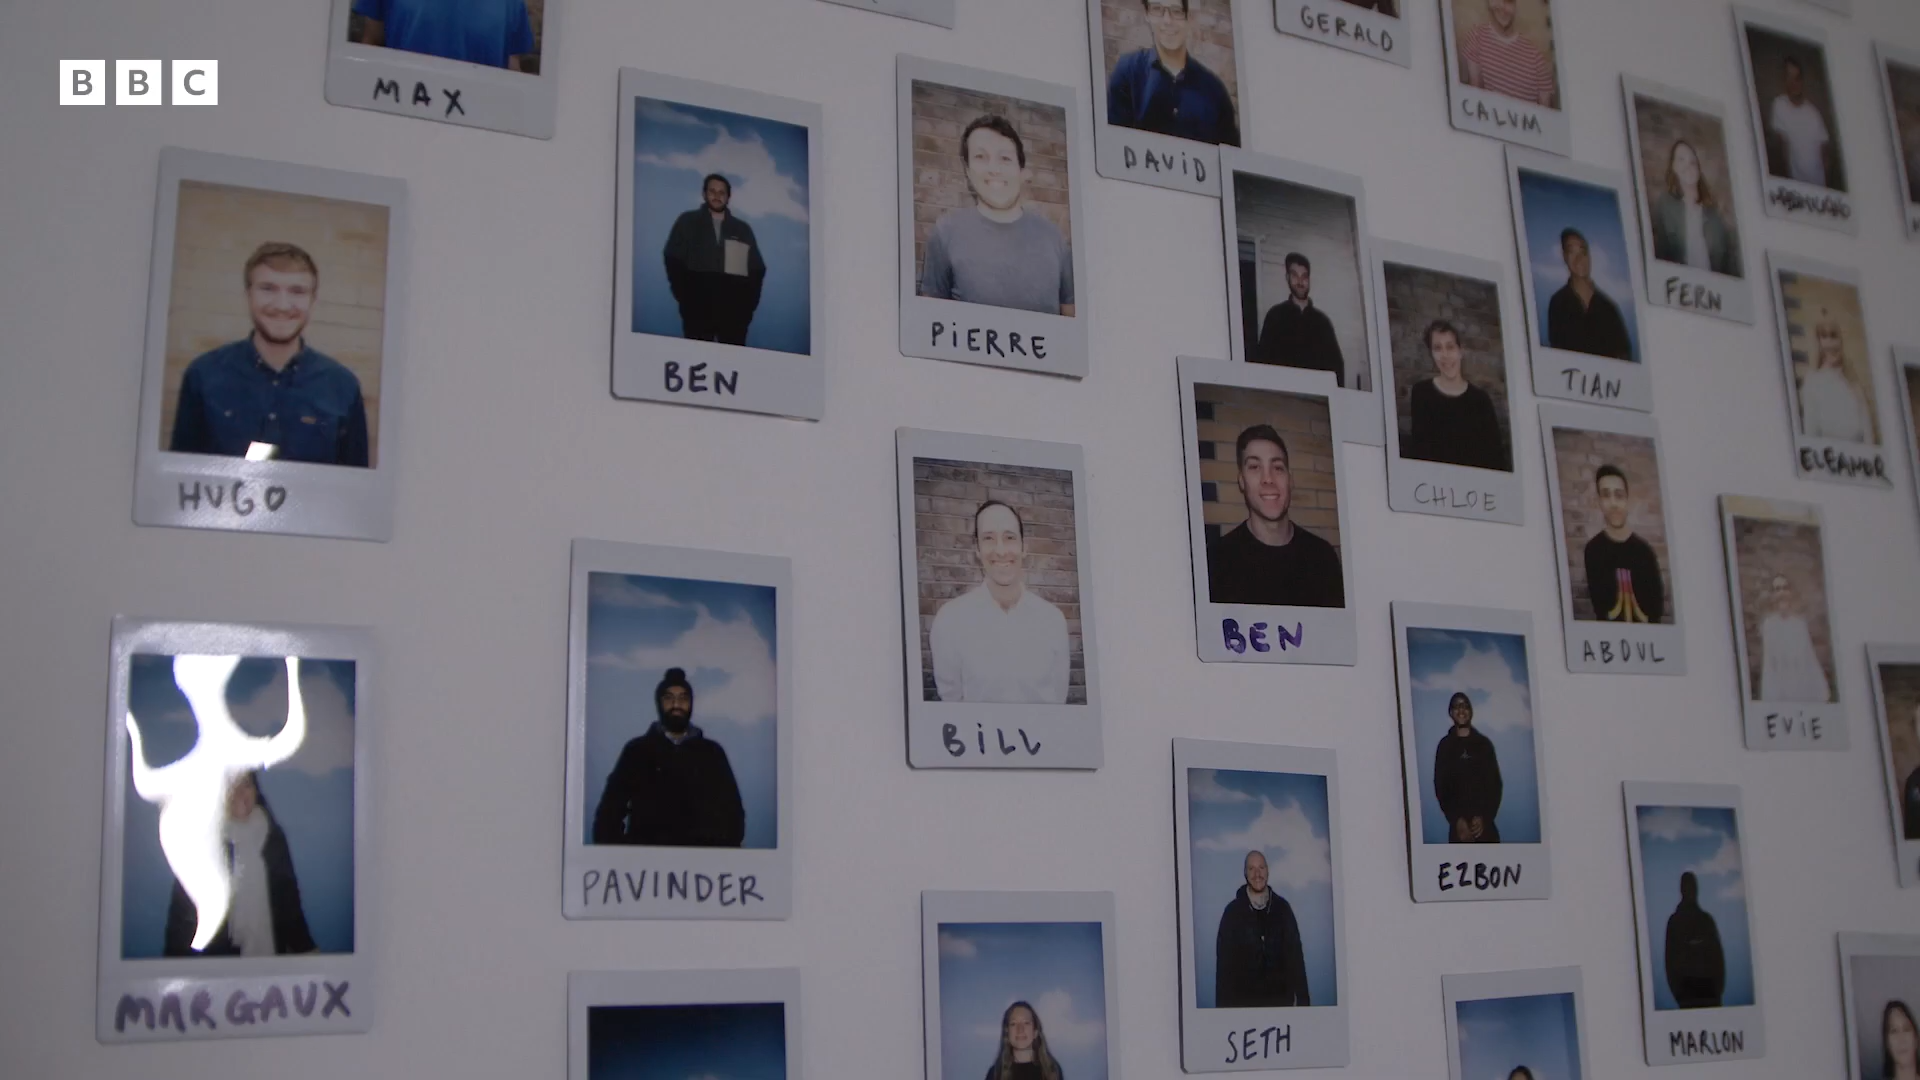 BBC
MAX
GERALD
CALUM
DAVID
FERN
PiERRE
BEN
TIAN
ELEANOR
HUGO
CHLOE
BEN
ABDUL
BiLL
EViE
PAVINDER
EZBON
MARGAUX
SETH
MARLON